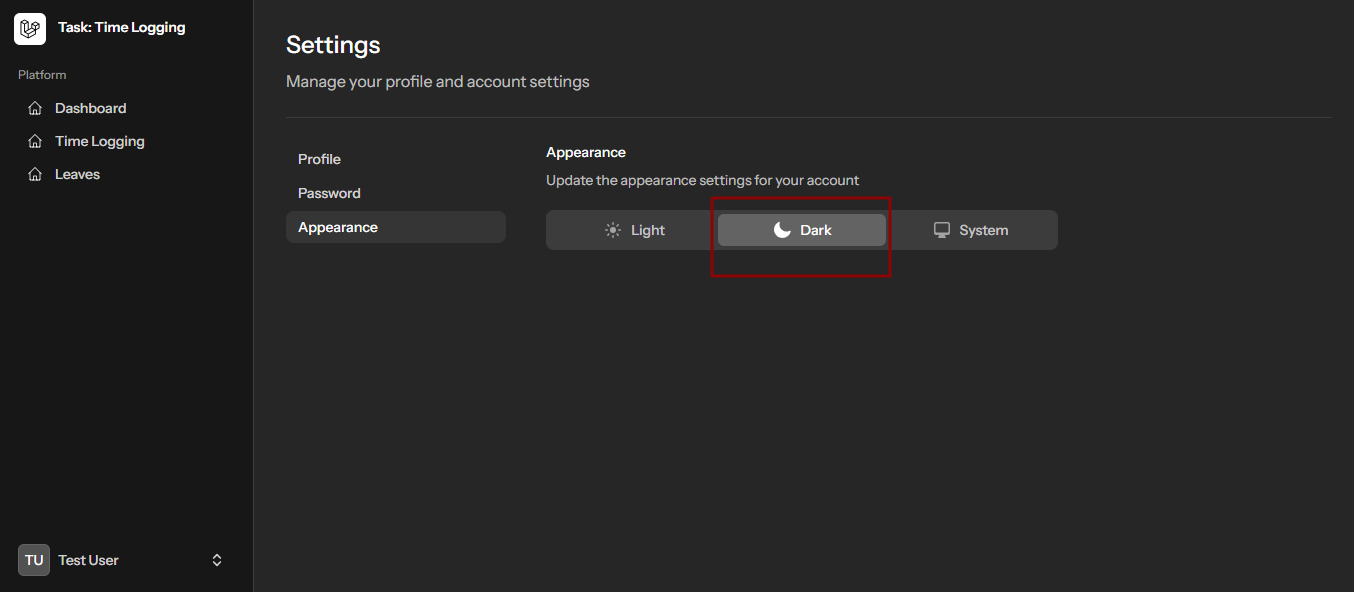 Task: Time Logging
Platform
Dashboard
Time Logging
Leaves
TU Test User
Settings
Manage your profile and account settings
Profile
Password
Appearance
Appearance
Update the appearance settings for your account
Light Dark System